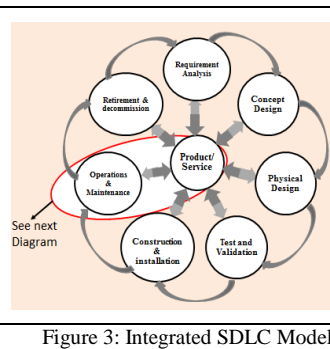 Requirement
Analysis
Retirement &
decommission
Concept
Design
Product/
Service
Operations
&
Maintenance
Physical
Design
See next
Diagram
Construction
&
installation
Test and
Validation
Figure 3: Integrated SDLC Model